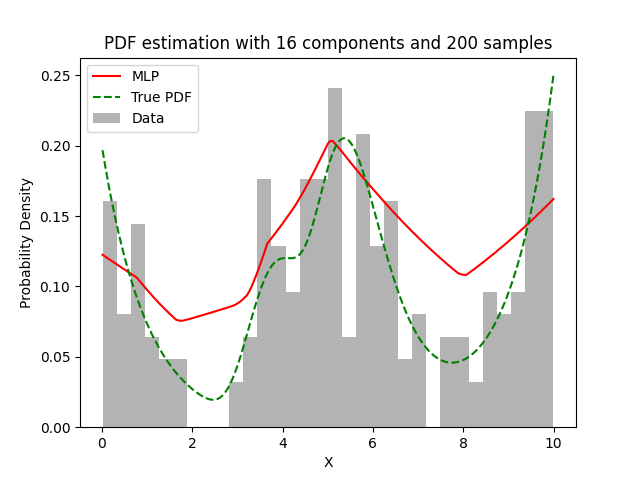 PDF estimation with 16 components and 200 samples
MLP
True PDF
Data
Probability Density
0.25
0.20
0.15
0.10
0.05
0.00
0 2 4 6 8 10
X